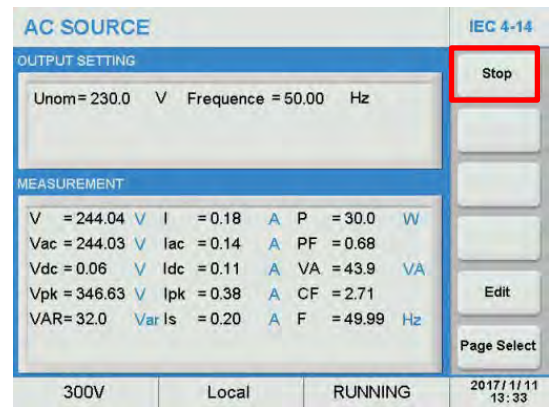 AC SOURCE
IEC 4-14
OUTPUT SETTING
Stop
Unom = 230.0 V Frequence = 50.00 Hz
MEASUREMENT
V = 244.04 V I = 0.18 A P = 30.0 W
Vac = 244.03 V Iac = 0.14 A PF = 0.68
Vdc = 0.06 V Idc = 0.11 A VA = 43.9 VA
Vpk = 346.63 V Ipk = 0.38 A CF = 2.71
VAR= 32.0 Var Is = 0.20 A F = 49.99 Hz
Edit
Page Select
300V Local RUNNING 2017/1/11
13:33